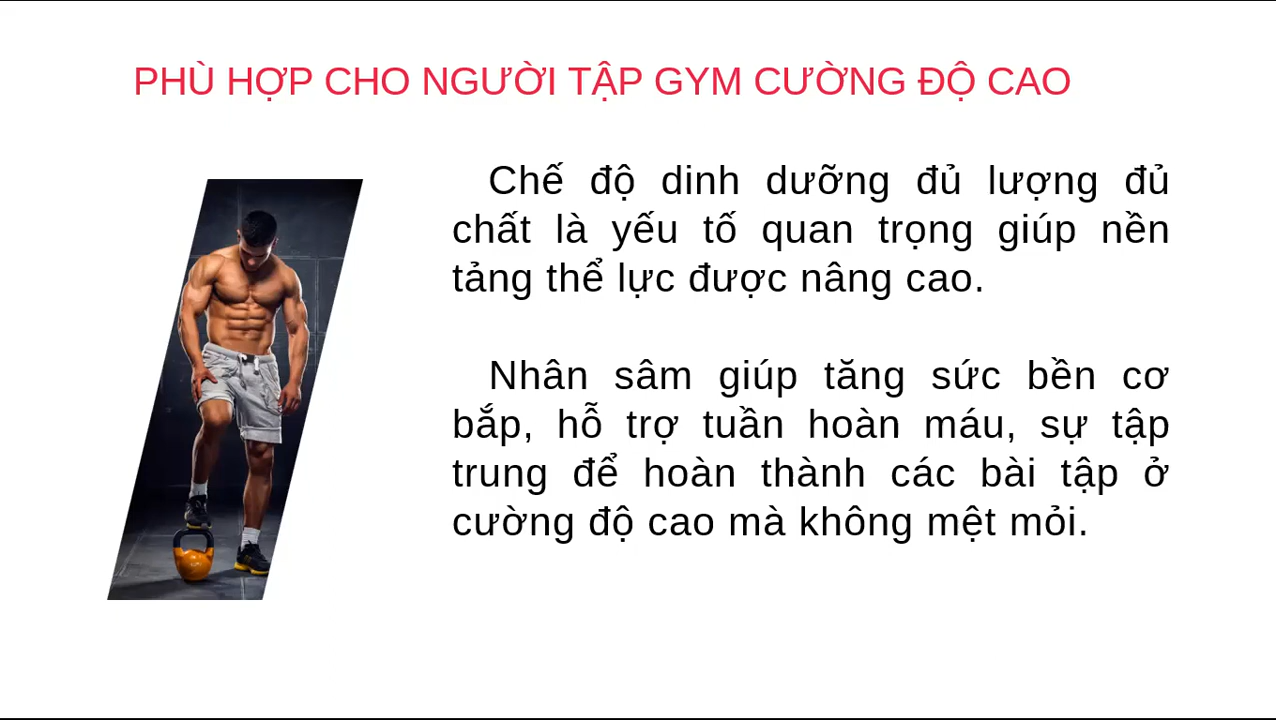 PHÙ HỢP CHO NGƯỜI TẬP GYM CƯỜNG ĐỘ CAO
Chế độ dinh dưỡng đủ lượng đủ
chất là yếu tố quan trọng giúp nền
tảng thể lực được nâng cao.
Nhân sâm giúp tăng sức bền cơ
bắp, hỗ trợ tuần hoàn máu, sự tập
trung để hoàn thành các bài tập ở
cường độ cao mà không mệt mỏi.